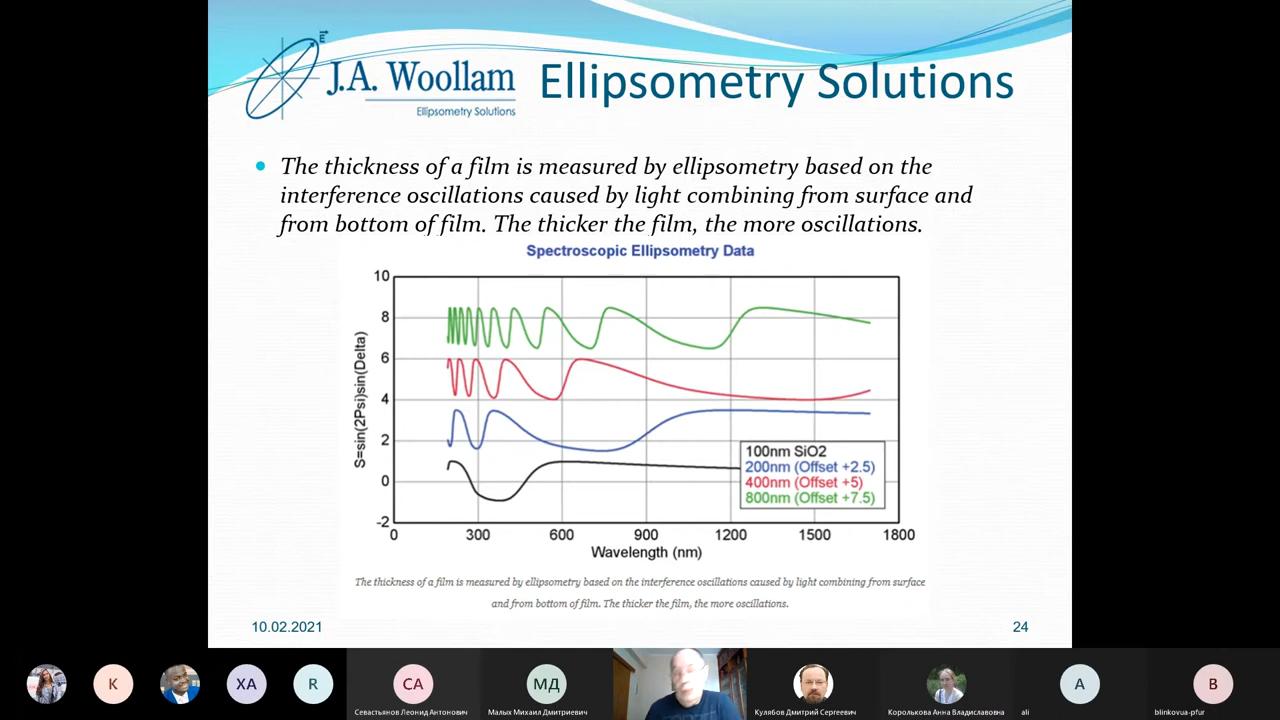 J.A. Woollam
Ellipsometry Solutions
Ellipsometry Solutions
The thickness of a film is measured by ellipsometry based on the
interference oscillations caused by light combining from surface and
from bottom of film. The thicker the film, the more oscillations.
Spectroscopic Ellipsometry Data
S=sin(2Psi)sin(Delta)
10
8
6
4
2
0
-2
100nm SiO2
200nm (Offset +2.5)
400nm (Offset +5)
800nm (Offset +7.5)
0 300 600 900 1200 1500 1800
Wavelength (nm)
The thickness of a film is measured by ellipsometry based on the interference oscillations caused by light combining from surface
and from bottom of film. The thicker the film, the more oscillations.
10.02.2021
24
K
XA
R
CA
МД
A
B
Севастьянов Леонид Антонович
Малых Михаил Дмитриевич
Кулябов Дмитрий Сергеевич
Королькова Анна Владиславовна
ali
blinkovua-pfur